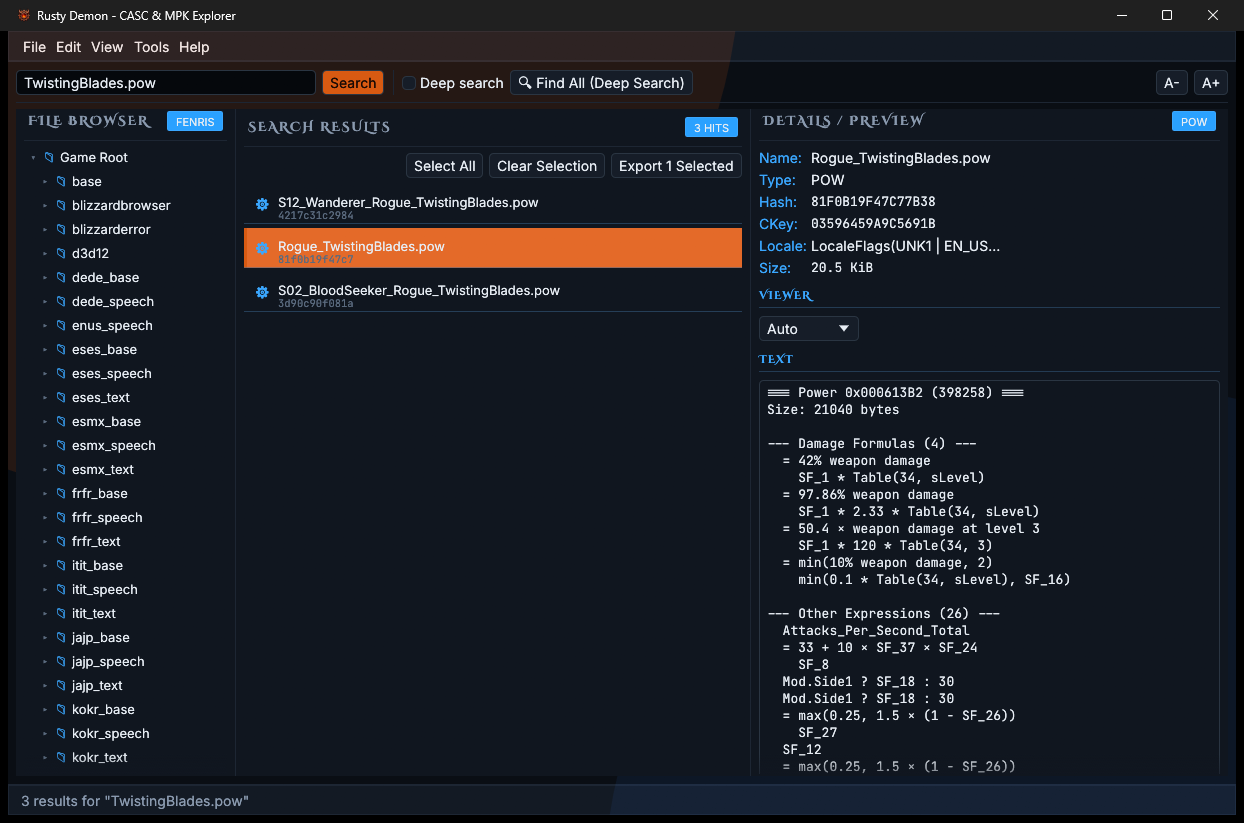 Rusty Demon - CASC & MPK Explorer
File Edit View Tools Help
TwistingBlades.pow Search Deep search Find All (Deep Search) A- A+
FILE BROWSER FENRIS
Game Root
base
blizzardbrowser
blizzarderror
d3d12
dede_base
dede_speech
enus_speech
eses_base
eses_speech
eses_text
esmx_base
esmx_speech
esmx_text
frfr_base
frfr_speech
frfr_text
itit_base
itit_speech
itit_text
jajp_base
jajp_speech
jajp_text
kokr_base
kokr_speech
kokr_text
SEARCH RESULTS 3 HITS
Select All Clear Selection Export 1 Selected
S12_Wanderer_Rogue_TwistingBlades.pow
4217c31c2984
Rogue_TwistingBlades.pow
81f0b19f47c7
S02_BloodSeeker_Rogue_TwistingBlades.pow
3d90c90f081a
DETAILS / PREVIEW POW
Name: Rogue_TwistingBlades.pow
Type: POW
Hash: 81F0B19F47C77B38
CKey: 03596459A9C5691B
Locale: LocaleFlags(UNK1 | EN_US...
Size: 20.5 KiB
VIEWER
Auto
TEXT
=== Power 0x000613B2 (398258) ===
Size: 21040 bytes
--- Damage Formulas (4) ---
= 42% weapon damage
SF_1 * Table(34, sLevel)
= 97.86% weapon damage
SF_1 * 2.33 * Table(34, sLevel)
= 50.4 × weapon damage at level 3
SF_1 * 120 * Table(34, 3)
= min(10% weapon damage, 2)
min(0.1 * Table(34, sLevel), SF_16)
--- Other Expressions (26) ---
Attacks_Per_Second_Total
= 33 + 10 × SF_37 × SF_24
SF_8
Mod.Side1 ? SF_18 : 30
Mod.Side1 ? SF_18 : 30
= max(0.25, 1.5 × (1 - SF_26))
SF_27
SF_12
= max(0.25, 1.5 × (1 - SF_26))
3 results for "TwistingBlades.pow"